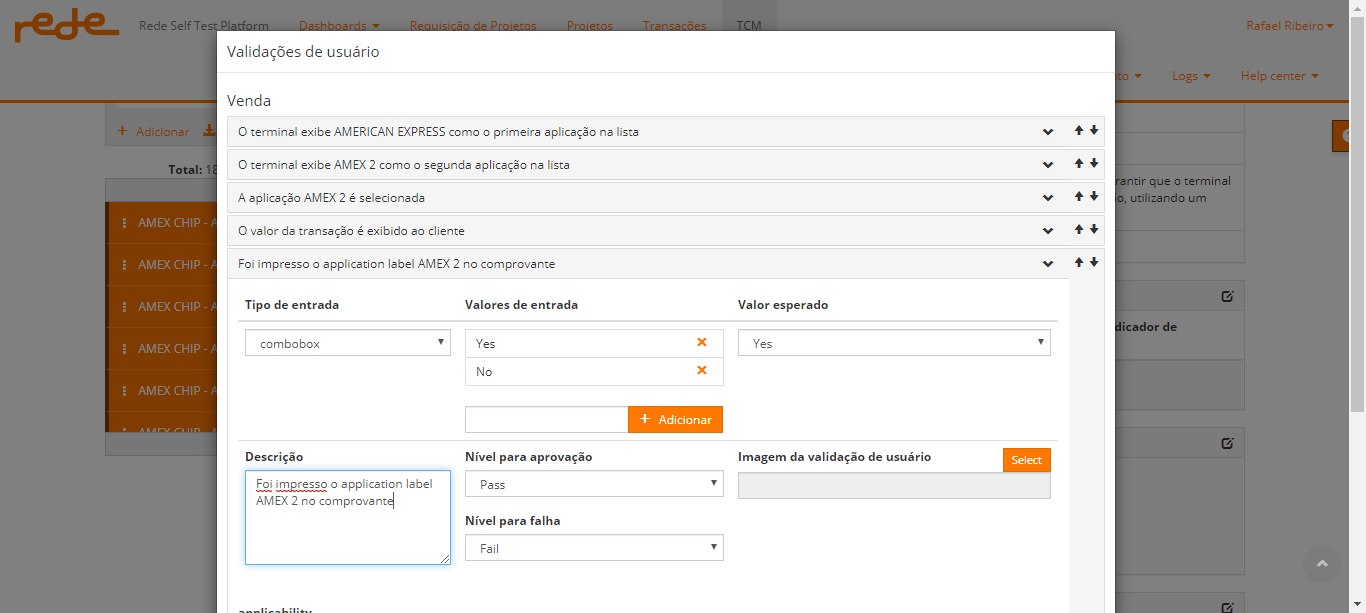 rede
Rede Self Test Platform
Dashboards
Requisição de Projetos
Projetos
Transações
TCM
Rafael Ribeiro
Logs
Help center
Adicionar
Total: 18
AMEX CHIP - A
AMEX CHIP - A
AMEX CHIP - A
AMEX CHIP - A
AMEX CHIP - A
AMEX CHIP - A
Validações de usuário
Venda
O terminal exibe AMERICAN EXPRESS como o primeira aplicação na lista
O terminal exibe AMEX 2 como o segunda aplicação na lista
A aplicação AMEX 2 é selecionada
O valor da transação é exibido ao cliente
Foi impresso o application label AMEX 2 no comprovante
Tipo de entrada
Valores de entrada
Valor esperado
combobox
Yes
No
Yes
+ Adicionar
Descrição
Nível para aprovação
Imagem da validação de usuário
Select
Foi impresso o application label
AMEX 2 no comprovante
Pass
Nível para falha
Fail
applicability
que o terminal
utilizando um
de